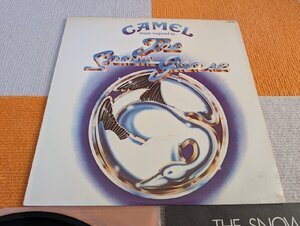 CAMEL
music inspired by
The
Snow Goose
THE SNOW